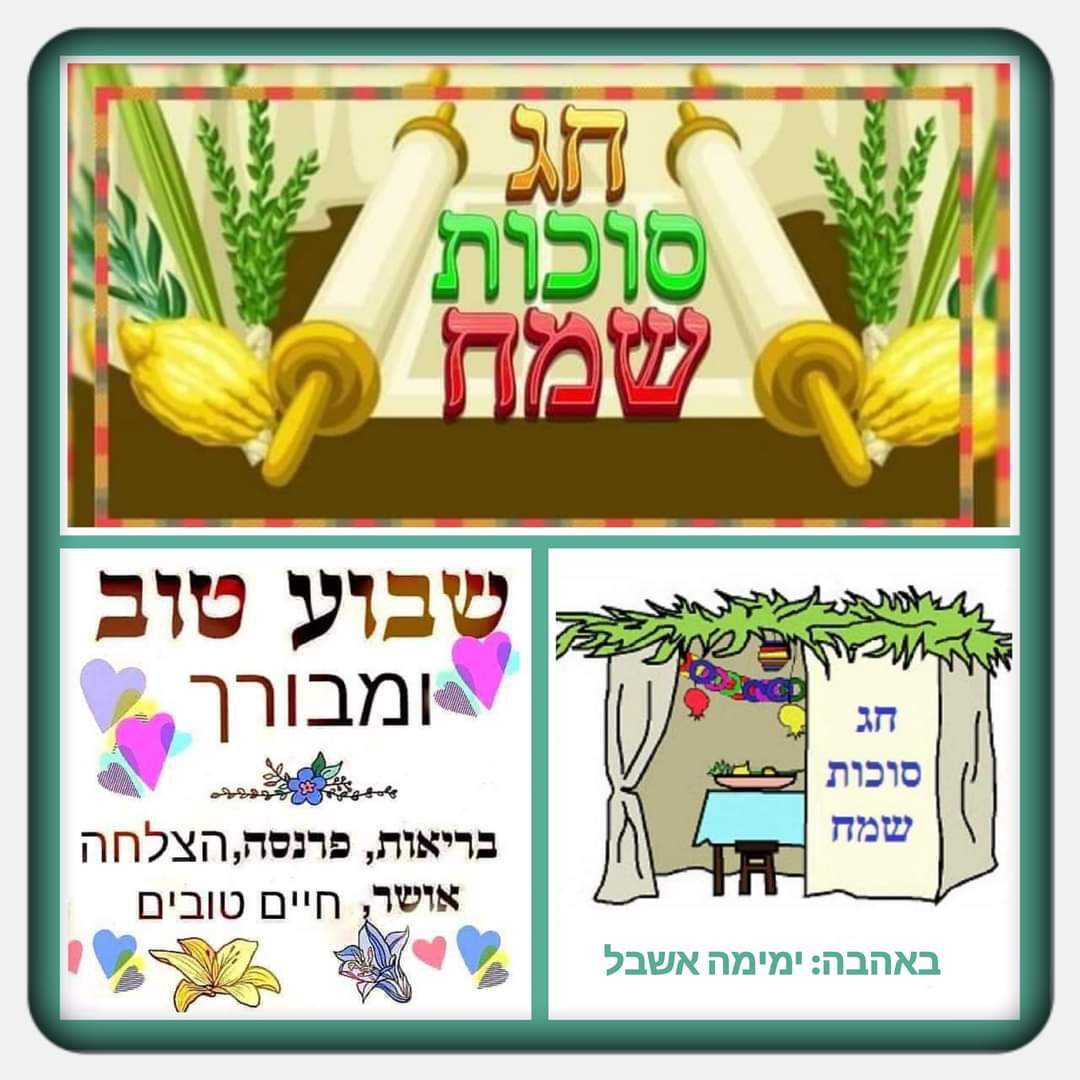 חג
סוכות
שמח
שבוע טוב
ומבורך
בריאות, פרנסה,הצלחה
אושר, חיים טובים
חג
סוכות
שמח
באהבה: ימימה אשבל